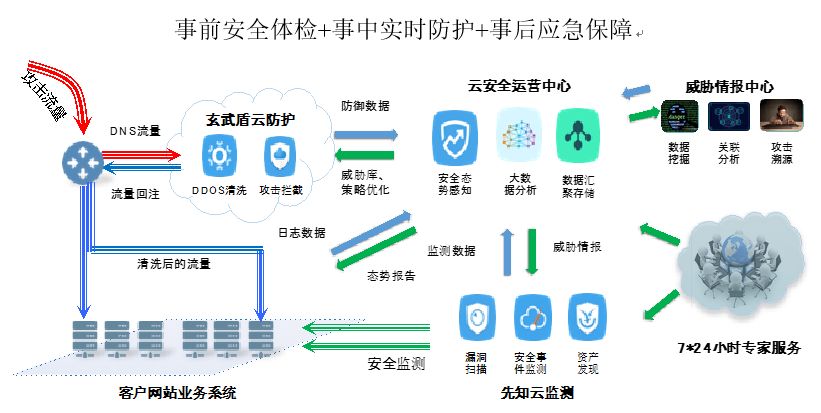 事前安全体检+事中实时防护+事后应急保障
攻击流量
DNS流量
流量回注
玄武盾云防护
DDOS清洗
攻击拦截
防御数据
威胁库、
策略优化
云安全运营中心
安全态
势感知
大数
据分析
数据汇
聚存储
威胁情报中心
danger
数据
挖掘
关联
分析
攻击
溯源
清洗后的流量
日志数据
态势报告
监测数据
威胁情报
安全监测
客户网站业务系统
漏洞
扫描
安全事
件监测
资产
发现
先知云监测
7*24小时专家服务